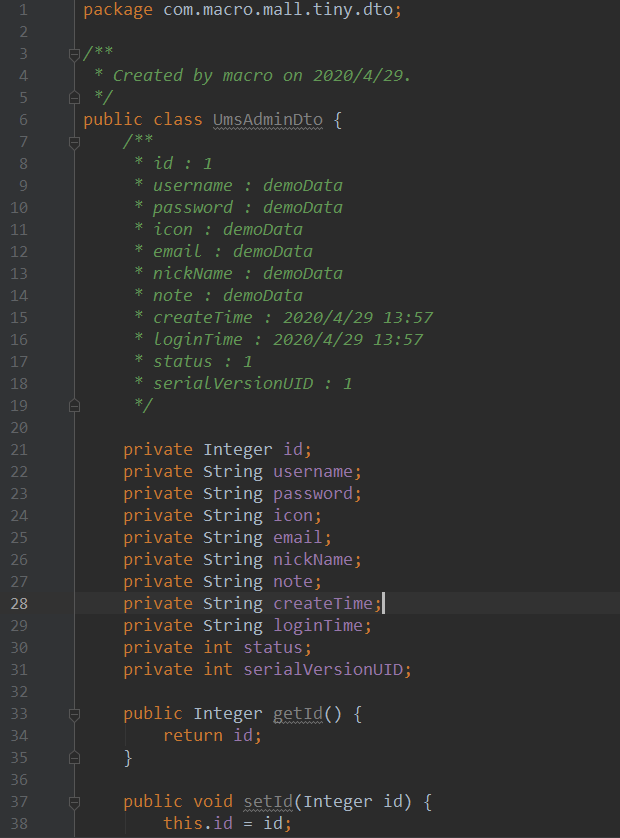 1 package com.macro.mall.tiny.dto;
2
3 /**
4  * Created by macro on 2020/4/29.
5  */
6 public class UmsAdminDto {
7     /**
8      * id : 1
9      * username : demoData
10      * password : demoData
11      * icon : demoData
12      * email : demoData
13      * nickName : demoData
14      * note : demoData
15      * createTime : 2020/4/29 13:57
16      * loginTime : 2020/4/29 13:57
17      * status : 1
18      * serialVersionUID : 1
19      */
20
21     private Integer id;
22     private String username;
23     private String password;
24     private String icon;
25     private String email;
26     private String nickName;
27     private String note;
28     private String createTime;
29     private String loginTime;
30     private int status;
31     private int serialVersionUID;
32
33     public Integer getId() {
34         return id;
35     }
36
37     public void setId(Integer id) {
38         this.id = id;